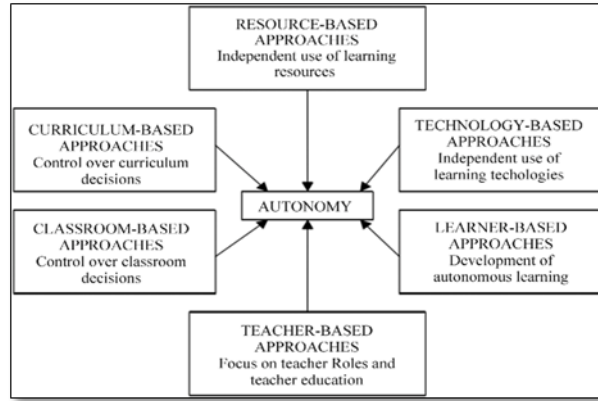 RESOURCE-BASED
APPROACHES
Independent use of learning
resources
CURRICULUM-BASED
APPROACHES
Control over curriculum
decisions
TECHNOLOGY-BASED
APPROACHES
Independent use of
learning techologies
AUTONOMY
CLASSROOM-BASED
APPROACHES
Control over classroom
decisions
LEARNER-BASED
APPROACHES
Development of
autonomous learning
TEACHER-BASED
APPROACHES
Focus on teacher Roles and
teacher education